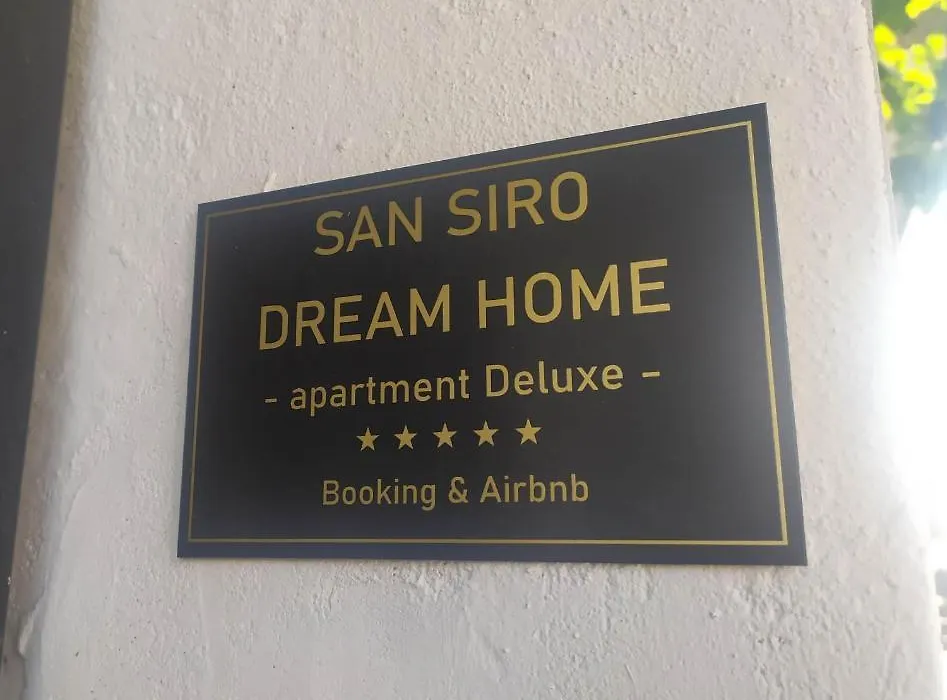 SAN SIRO
DREAM HOME
- apartment Deluxe -
★ ★ ★ ★ ★
Booking & Airbnb